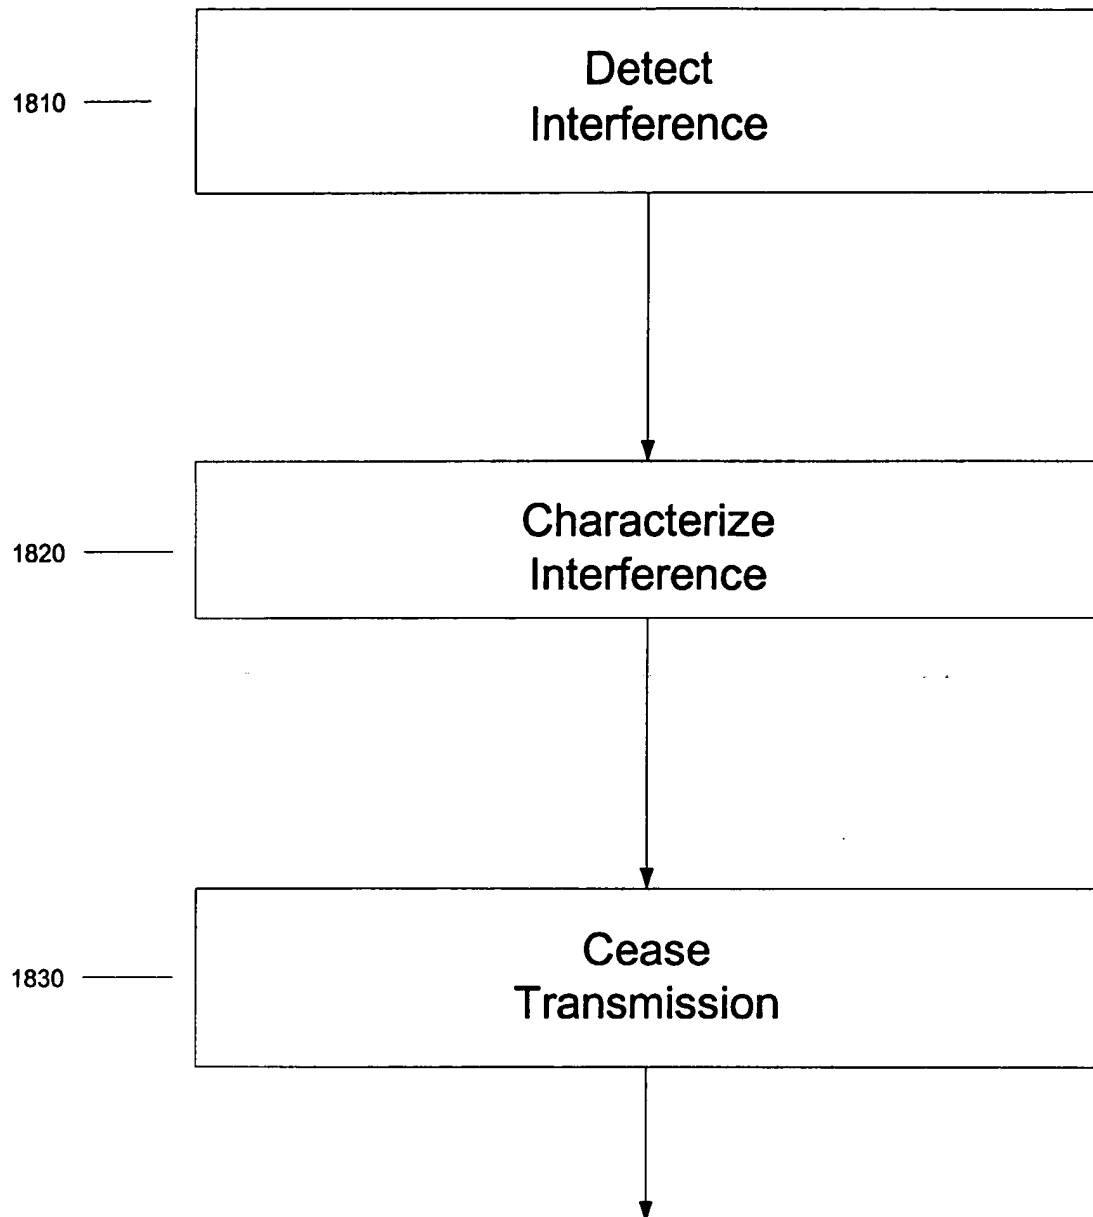 Detect
Interference
1810
Characterize
Interference
1820
Cease
Transmission
1830